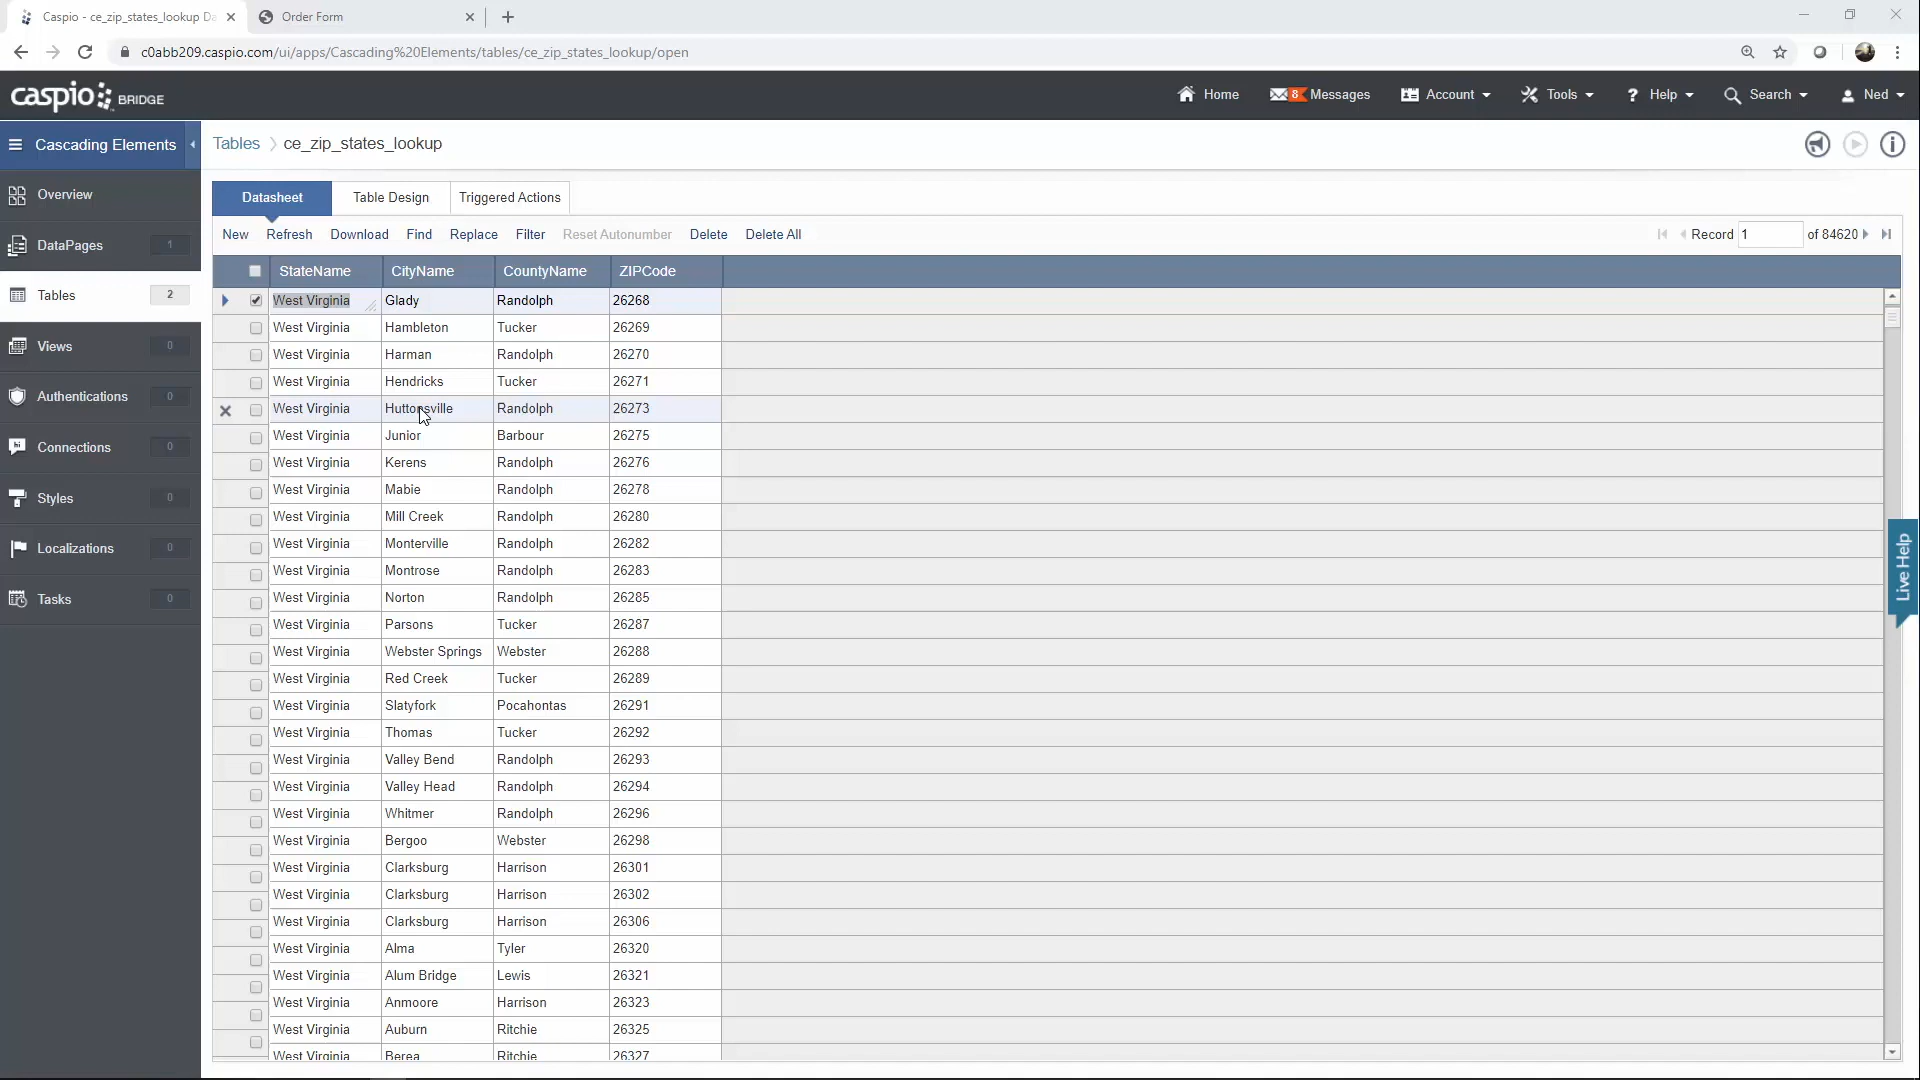 Caspio - ce_zip_states_lookup Da
Order Form
c0abb209.caspio.com/ui/apps/Cascading%20Elements/tables/ce_zip_states_lookup/open
caspio BRIDGE
Home
8 Messages
Account
Tools
? Help
Search
Ned
Cascading Elements
Tables > ce_zip_states_lookup
Overview
DataPages 1
Tables 2
Views 0
Authentications 0
Connections 0
Styles 0
Localizations 0
Tasks 0
Datasheet Table Design Triggered Actions
New Refresh Download Find Replace Filter Reset Autonumber Delete Delete All
Record 1 of 84620
StateName CityName CountyName ZIPCode
West Virginia Glady Randolph 26268
West Virginia Hambleton Tucker 26269
West Virginia Harman Randolph 26270
West Virginia Hendricks Tucker 26271
West Virginia Huttonsville Randolph 26273
West Virginia Junior Barbour 26275
West Virginia Kerens Randolph 26276
West Virginia Mabie Randolph 26278
West Virginia Mill Creek Randolph 26280
West Virginia Monterville Randolph 26282
West Virginia Montrose Randolph 26283
West Virginia Norton Randolph 26285
West Virginia Parsons Tucker 26287
West Virginia Webster Springs Webster 26288
West Virginia Red Creek Tucker 26289
West Virginia Slatyfork Pocahontas 26291
West Virginia Thomas Tucker 26292
West Virginia Valley Bend Randolph 26293
West Virginia Valley Head Randolph 26294
West Virginia Whitmer Randolph 26296
West Virginia Bergoo Webster 26298
West Virginia Clarksburg Harrison 26301
West Virginia Clarksburg Harrison 26302
West Virginia Clarksburg Harrison 26306
West Virginia Alma Tyler 26320
West Virginia Alum Bridge Lewis 26321
West Virginia Anmoore Harrison 26323
West Virginia Auburn Ritchie 26325
West Virginia Berea Ritchie 26327
Live Help